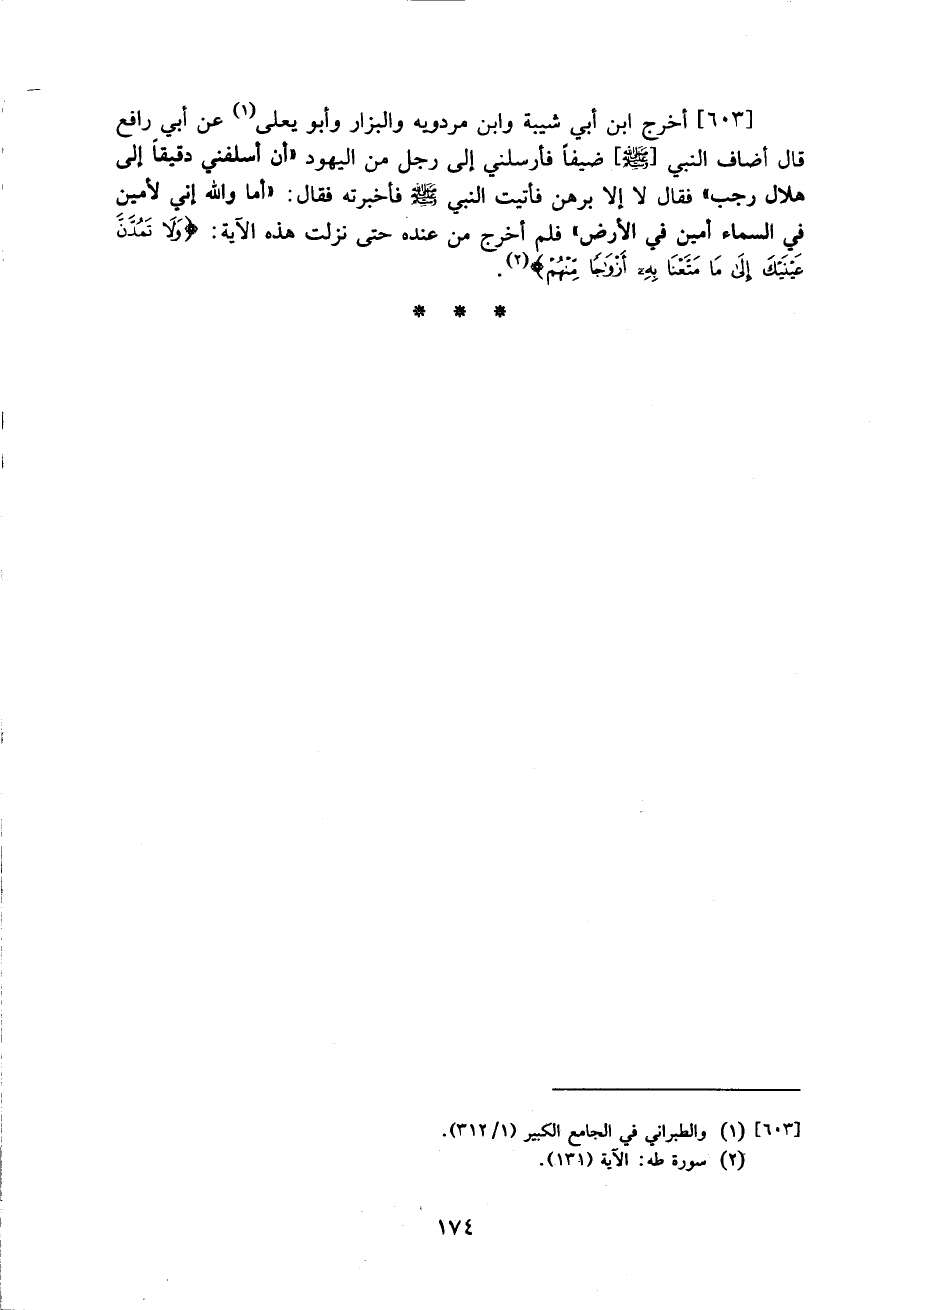 [٦٠٣] أخرج ابن أبي شيبة وابن مردويه والبزار وأبو يعلى(١) عن أبي رافع
قال أضاف النبي [ﷺ] ضيفاً فأرسلني إلى رجل من اليهود «أن أسلفني دقيقاً إلى
هلال رجب» فقال لا إلا برهن فأتيت النبي ﷺ فأخبرته فقال: «أما والله إني لأمين
في السماء أمين في الأرض» فلم أخرج من عنده حتى نزلت هذه الآية: ﴿وَلَا تَمُدَّنَّ
عَيْنَيْكَ إِلَىٰ مَا مَتَّعْنَا بِهِۦٓ أَزْوَٰجًا مِّنْهُمْ﴾(٢).
* * *
[٦٠٣] (١) والطبراني في الجامع الكبير (٣١٢/١).
(٢) سورة طه: الآية (١٣١).
١٧٤